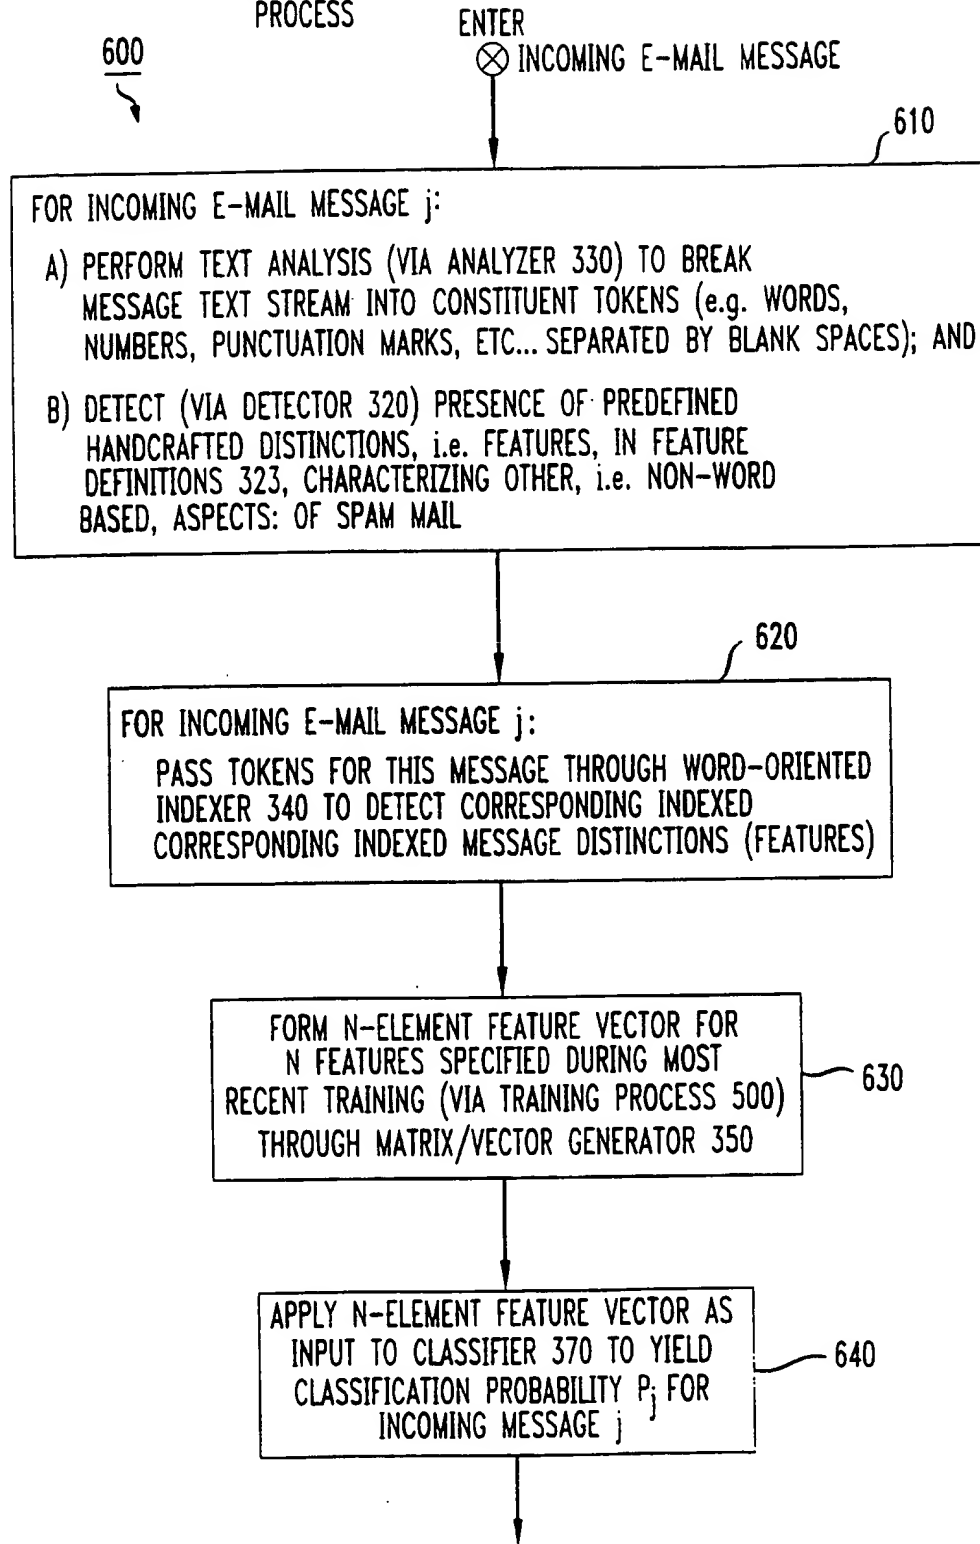 PROCESS
600
ENTER
INCOMING E-MAIL MESSAGE
610
FOR INCOMING E-MAIL MESSAGE j:
A) PERFORM TEXT ANALYSIS (VIA ANALYZER 330) TO BREAK
MESSAGE TEXT STREAM INTO CONSTITUENT TOKENS (e.g. WORDS,
NUMBERS, PUNCTUATION MARKS, ETC... SEPARATED BY BLANK SPACES); AND
B) DETECT (VIA DETECTOR 320) PRESENCE OF PREDEFINED
HANDCRAFTED DISTINCTIONS, i.e. FEATURES, IN FEATURE
DEFINITIONS 323, CHARACTERIZING OTHER, i.e. NON-WORD
BASED, ASPECTS: OF SPAM MAIL
620
FOR INCOMING E-MAIL MESSAGE j:
PASS TOKENS FOR THIS MESSAGE THROUGH WORD-ORIENTED
INDEXER 340 TO DETECT CORRESPONDING INDEXED
CORRESPONDING INDEXED MESSAGE DISTINCTIONS (FEATURES)
FORM N-ELEMENT FEATURE VECTOR FOR
N FEATURES SPECIFIED DURING MOST
RECENT TRAINING (VIA TRAINING PROCESS 500)
THROUGH MATRIX/VECTOR GENERATOR 350
630
APPLY N-ELEMENT FEATURE VECTOR AS
INPUT TO CLASSIFIER 370 TO YIELD
CLASSIFICATION PROBABILITY Pj FOR
INCOMING MESSAGE j
640